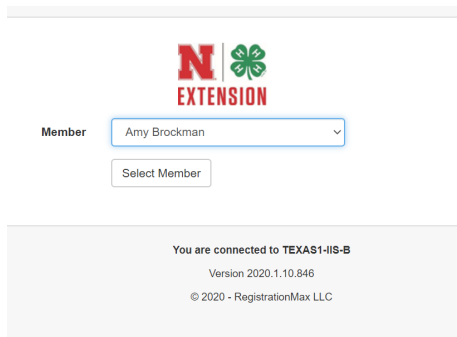 N
H H H H
EXTENSION
Member Amy Brockman
Select Member
You are connected to TEXAS1-IIS-B
Version 2020.1.10.846
© 2020 - RegistrationMax LLC